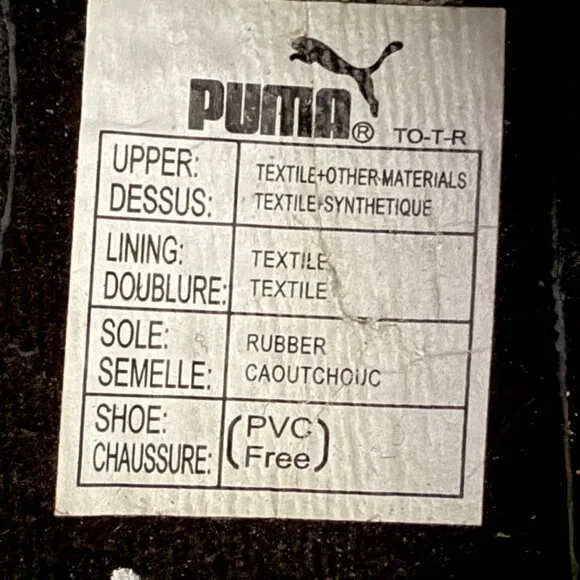 PUMA® TO-T-R
UPPER: TEXTILE+OTHER MATERIALS
DESSUS: TEXTILE+SYNTHETIQUE
LINING: TEXTILE
DOUBLURE: TEXTILE
SOLE: RUBBER
SEMELLE: CAOUTCHOUC
SHOE: (PVC
CHAUSSURE: Free)